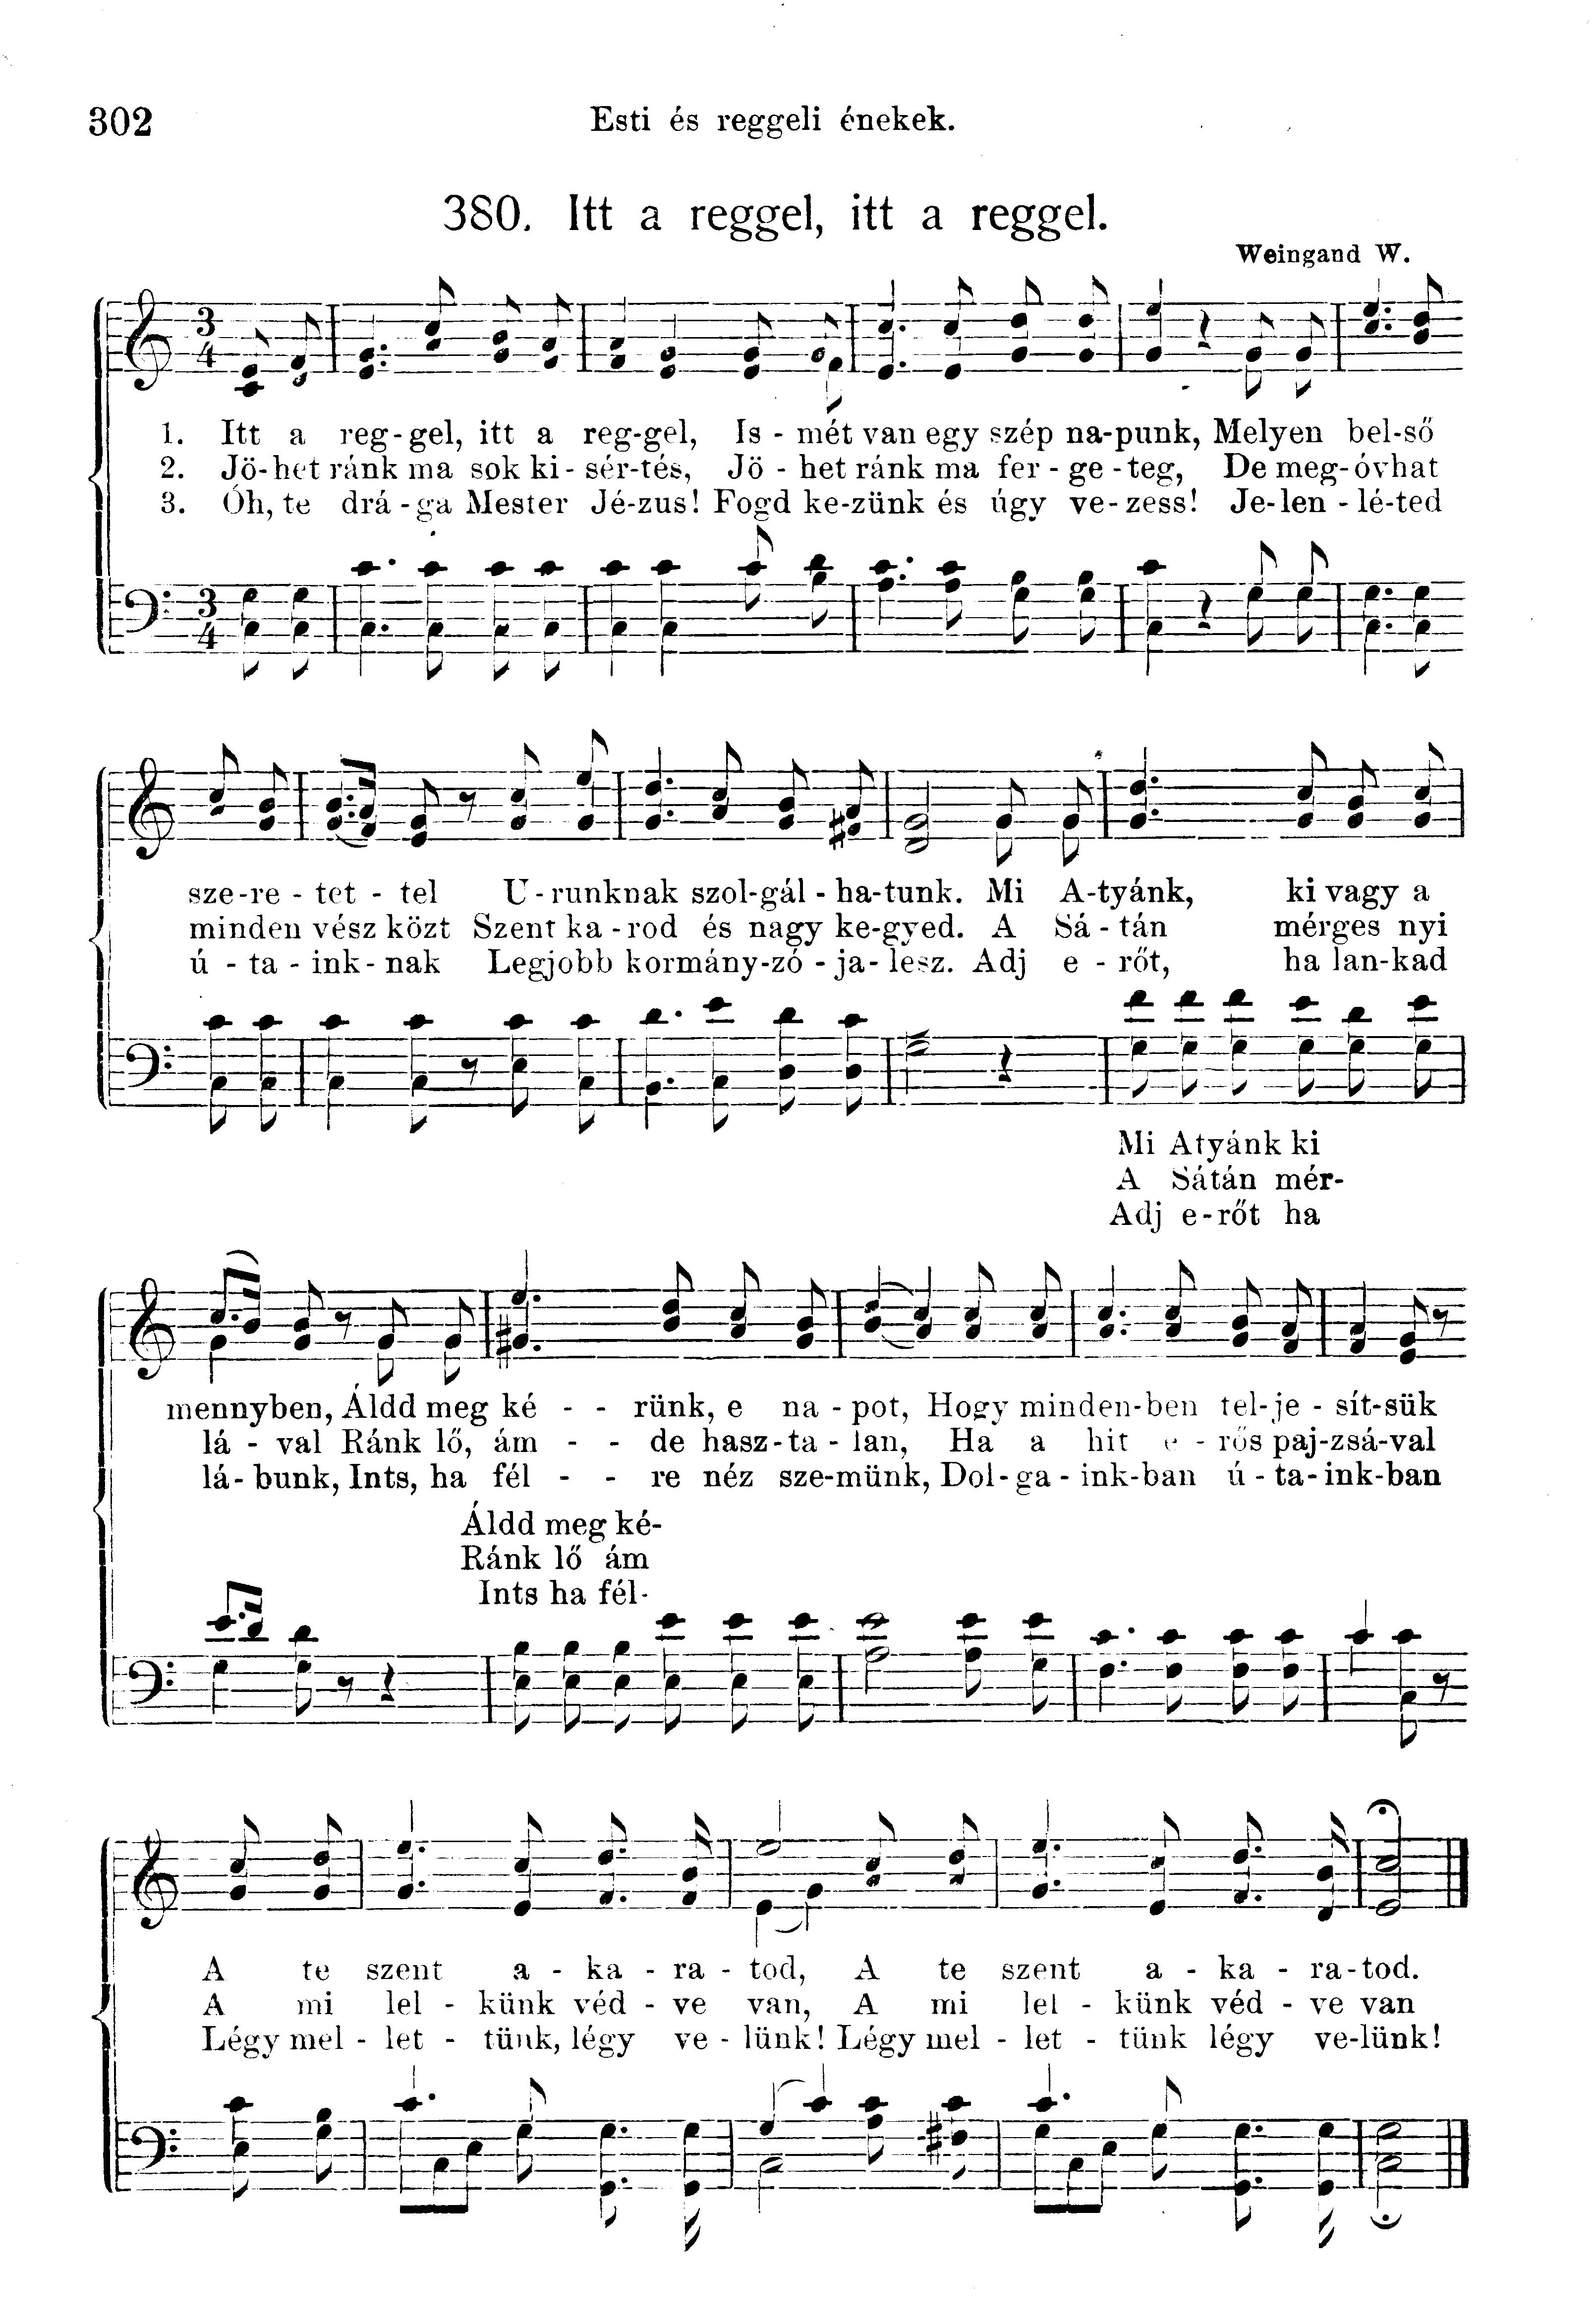 302
Esti és reggeli énekek.
380. Itt a reggel, itt a reggel.
Weingand W.
3
4
1. Itt a reg-gel, itt a reg-gel, Is - mét van egy szép na-punk, Melyen bel-ső
2. Jö-het ránk ma sok ki - sér-tés, Jö - het ránk ma fer - ge - teg, De meg-óvhat
3. Óh, te drá - ga Mester Jé-zus! Fogd ke-zünk és úgy ve-zess! Je-len - lé-ted
3
4
sze-re - tet - tel U-runknak szol-gál - ha-tunk. Mi A-tyánk, ki vagy a
minden vész közt Szent ka-rod és nagy ke-gyed. A Sá - tán mérges nyi
ú - ta - ink - nak Legjobb kormány-zó - ja-lesz. Adj e - rőt, ha lan-kad
Mi Atyánk ki
A Sátán mér-
Adj e-rőt ha
mennyben, Áldd meg ké - - rünk, e na - pot, Hogy minden-ben tel-je - sít-sük
lá - val Ránk lő, ám - - de hasz-ta - lan, Ha a hit e - rős paj-zsá-val
lá - bunk, Ints, ha fél - - re néz sze-münk, Dol-ga - ink-ban ú - ta - ink-ban
Áldd meg ké-
Ránk lő ám
Ints ha fél-
A te szent a - ka - ra - tod, A te szent a - ka - ra-tod.
A mi lel - künk véd - ve van, A mi lel - künk véd - ve van
Légy mel - let - tünk, légy ve - lünk! Légy mel - let - tünk légy ve-lünk!